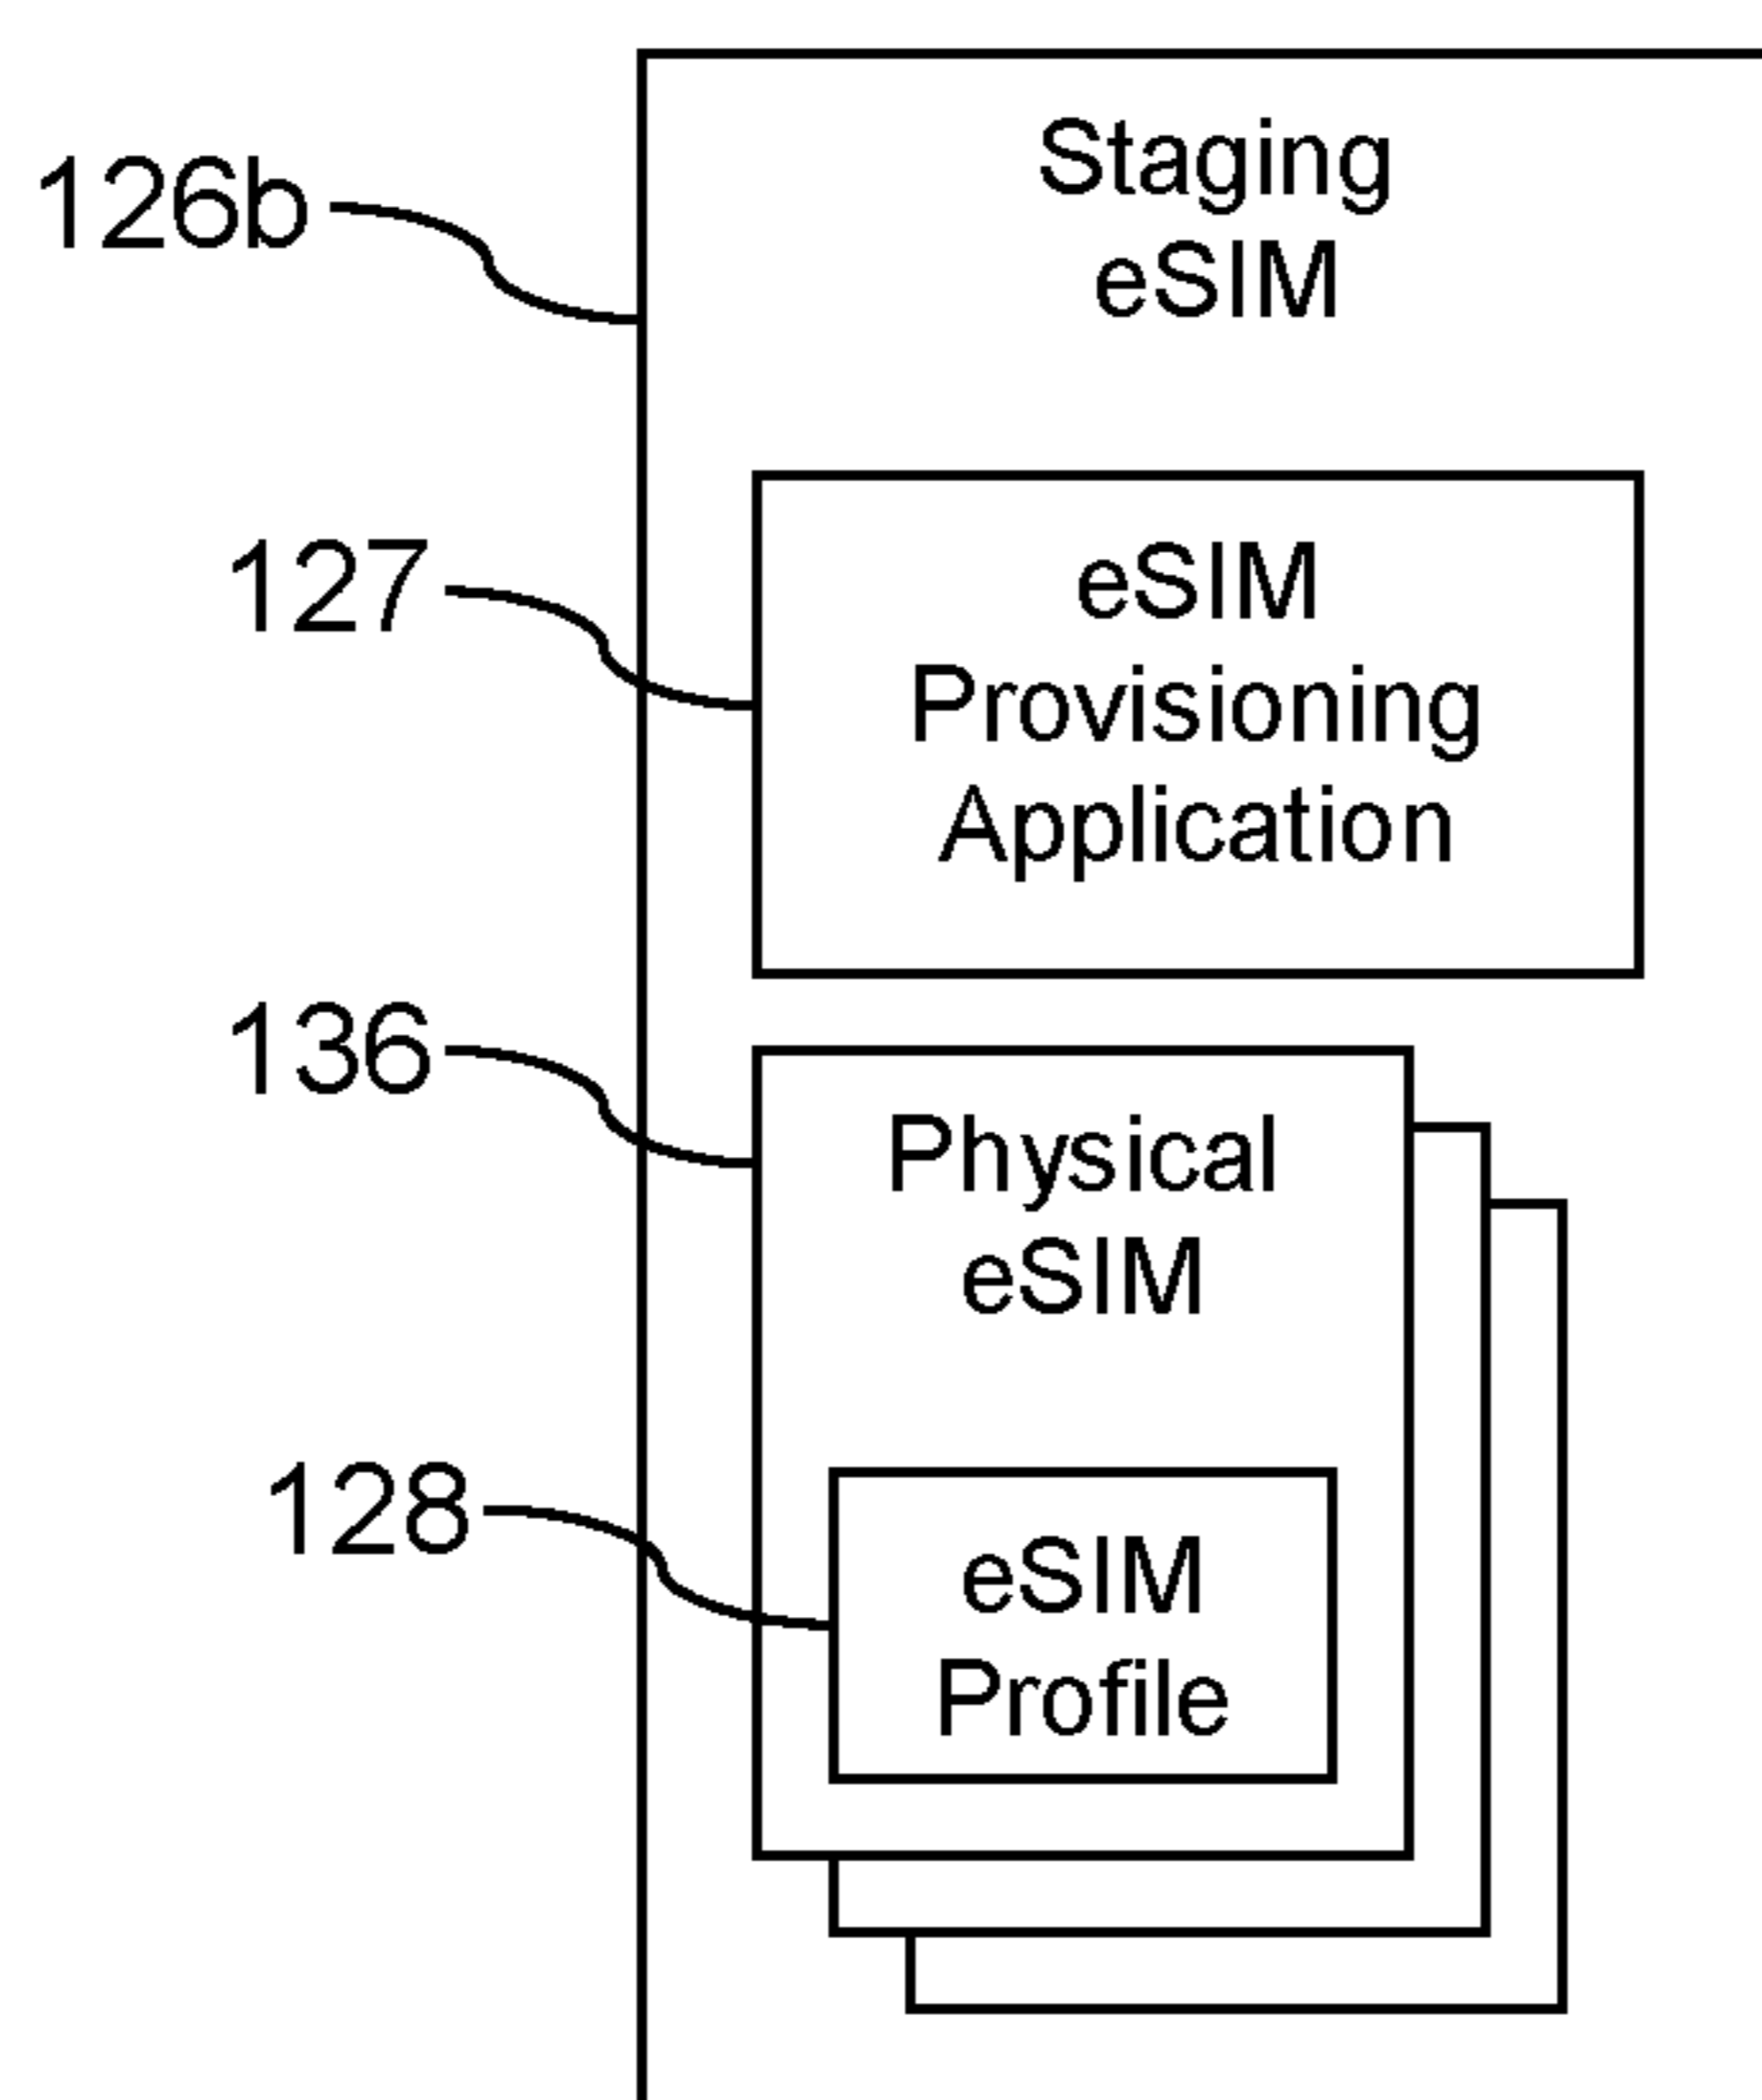 Staging
eSIM
126b
eSIM
Provisioning
Application
127
136
Physical
eSIM
128
eSIM
Profile